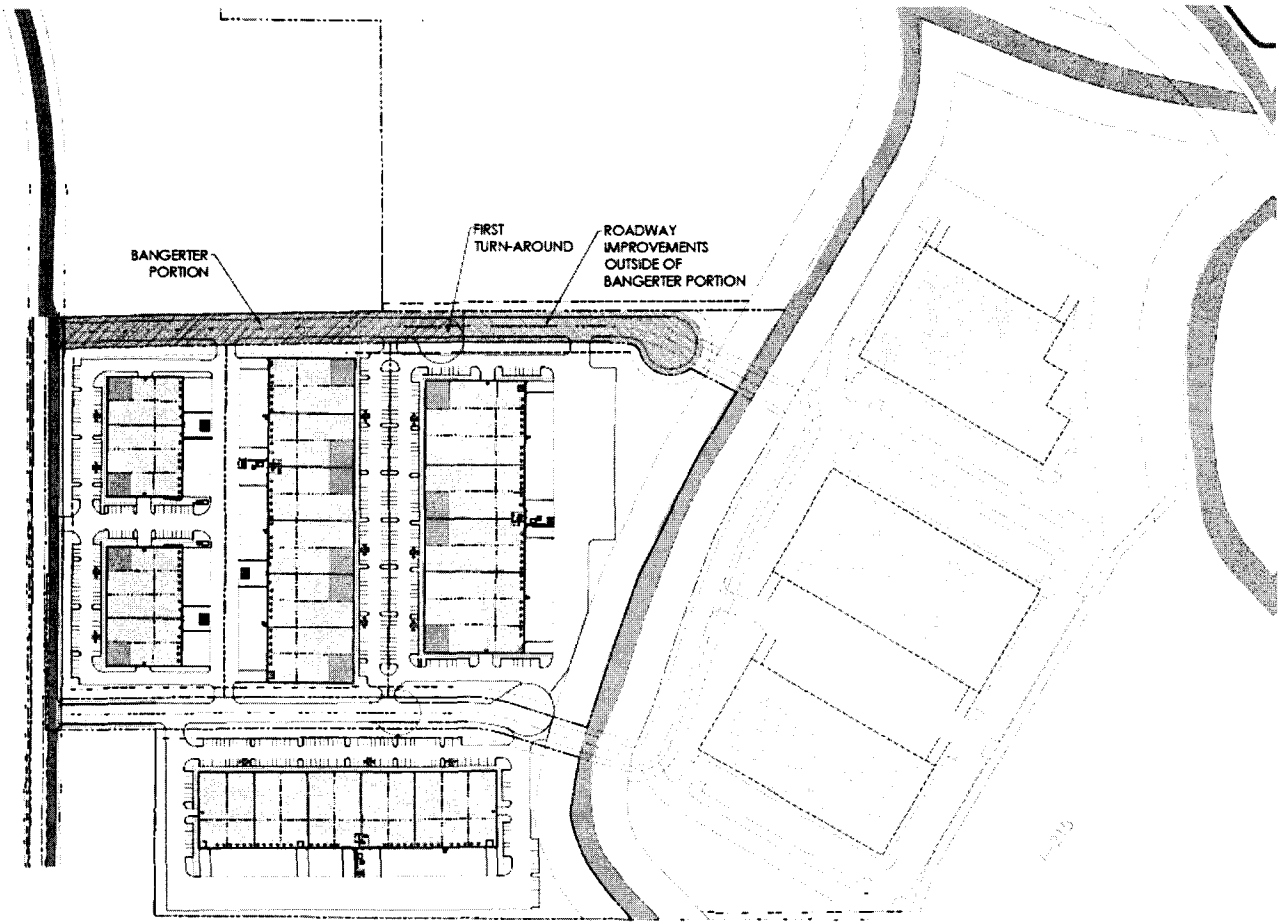 BANGERTER
PORTION
FIRST
TURN-AROUND
ROADWAY
IMPROVEMENTS
OUTSIDE OF
BANGERTER PORTION